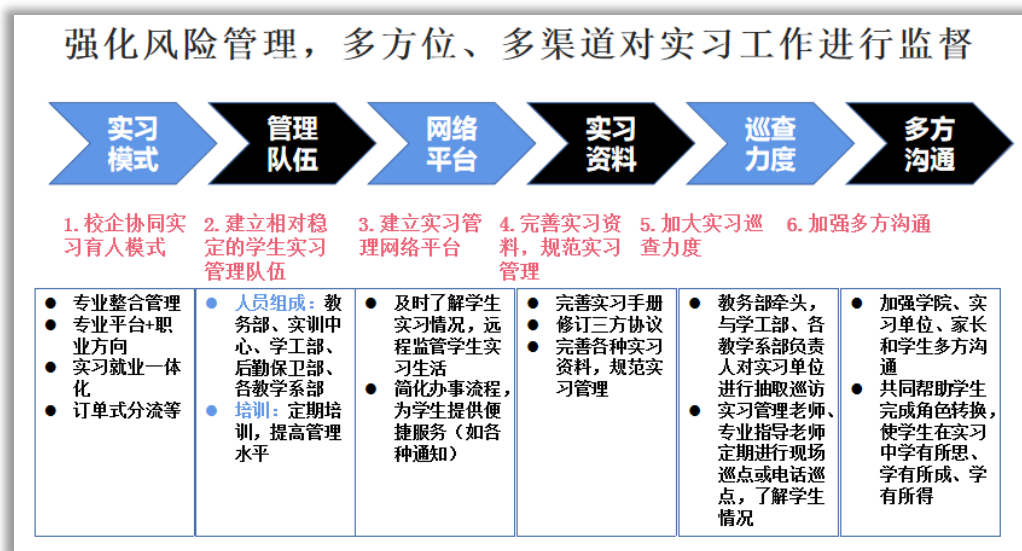 强化风险管理，多方位、多渠道对实习工作进行监督
实习
模式
管理
队伍
网络
平台
实习
资料
巡查
力度
多方
沟通
1. 校企协同实
习育人模式
2. 建立相对稳
定的学生实习
管理队伍
3. 建立实习管
理网络平台
4. 完善实习资
料，规范实习
管理
5. 加大实习巡
查力度
6. 加强多方沟通
● 专业整合管理
● 专业平台+职
业方向
● 实习就业一体
化
● 订单式分流等
● 人员组成：教
务部、实训中
心、学工部、
后勤保卫部、
各教学系部
● 培训：定期培
训，提高管理
水平
● 及时了解学生
实习情况，远
程监管学生实
习生活
● 简化办事流程，
为学生提供便
捷服务（如各
种通知）
● 完善实习手册
● 修订三方协议
● 完善各种实习
资料，规范实
习管理
● 教务部牵头，
与学工部、各
教学系部负责
人对实习单位
进行抽取巡访
● 实习管理老师、
专业指导老师
定期进行现场
巡点或电话巡
点，了解学生
情况
● 加强学院、实
习单位、家长
和学生多方沟
通
● 共同帮助学生
完成角色转换，
使学生在实习
中学有所思、
学有所成、学
有所得